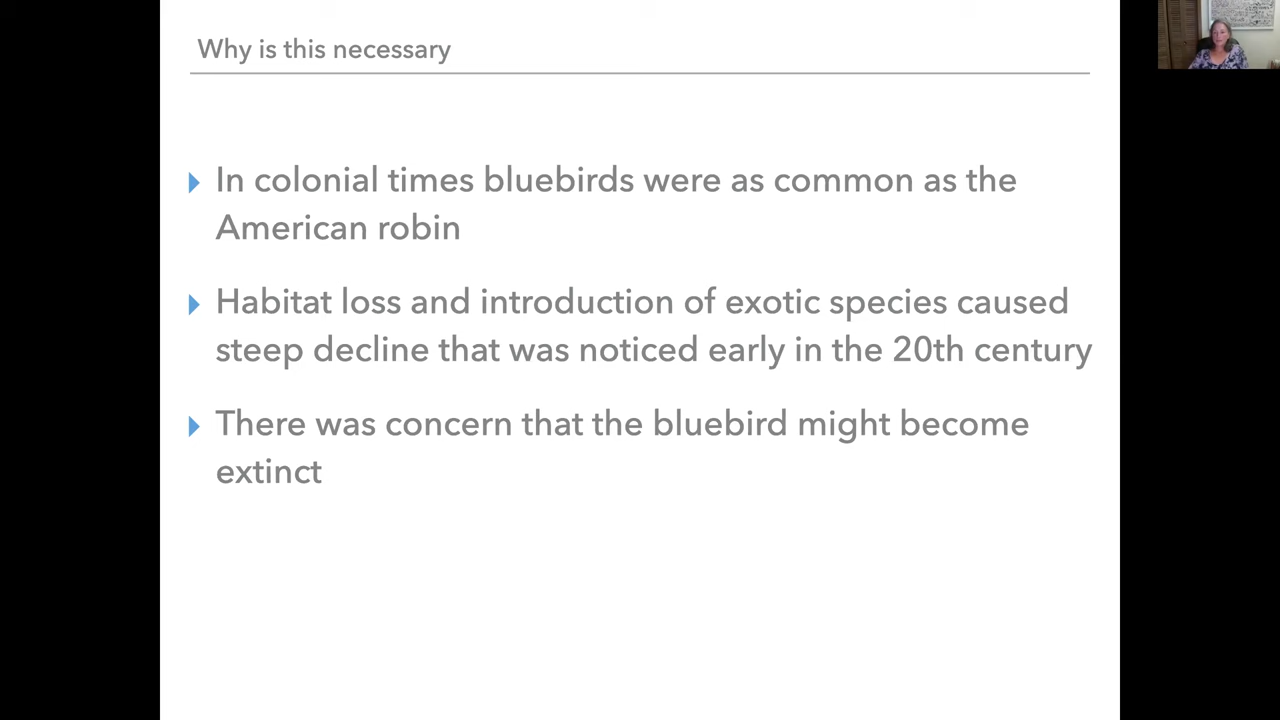 Why is this necessary
In colonial times bluebirds were as common as the
American robin
Habitat loss and introduction of exotic species caused
steep decline that was noticed early in the 20th century
There was concern that the bluebird might become
extinct